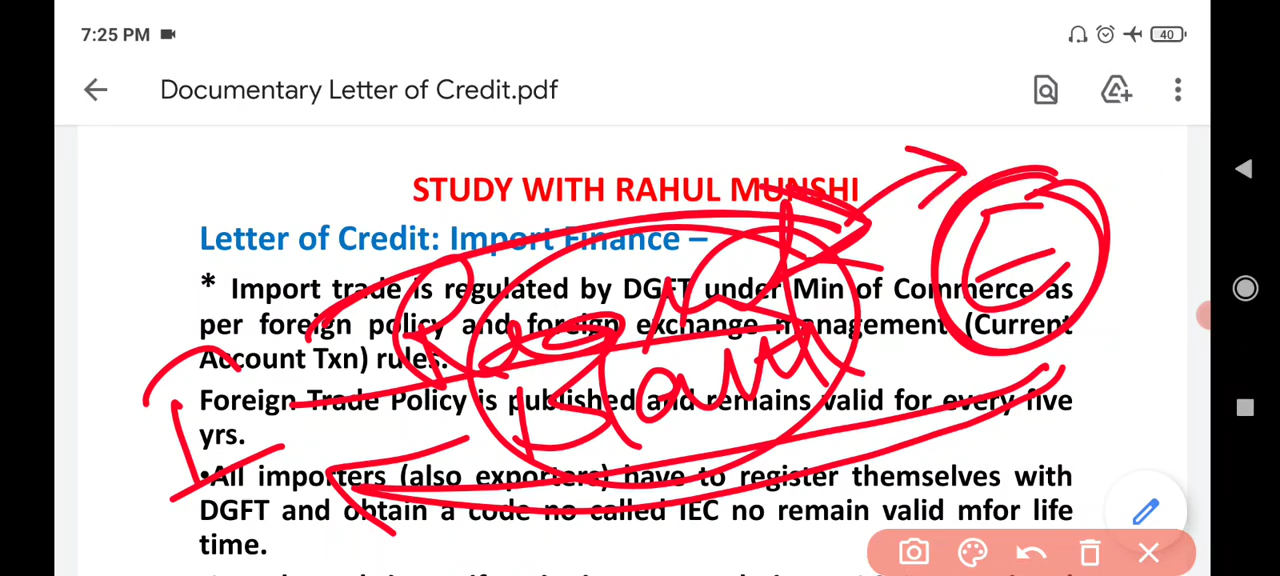 7:25 PM
40
Documentary Letter of Credit.pdf
STUDY WITH RAHUL MUNSHI
Letter of Credit: Import Finance –
* Import trade is regulated by DGFT under Min of Commerce as
per foreign policy and foreign exchange management (Current
Account Txn) rules.
Foreign Trade Policy is published and remains valid for every five
yrs.
•All importers (also exporters) have to register themselves with
DGFT and obtain a code no called IEC no remain valid mfor life
time.
I
E